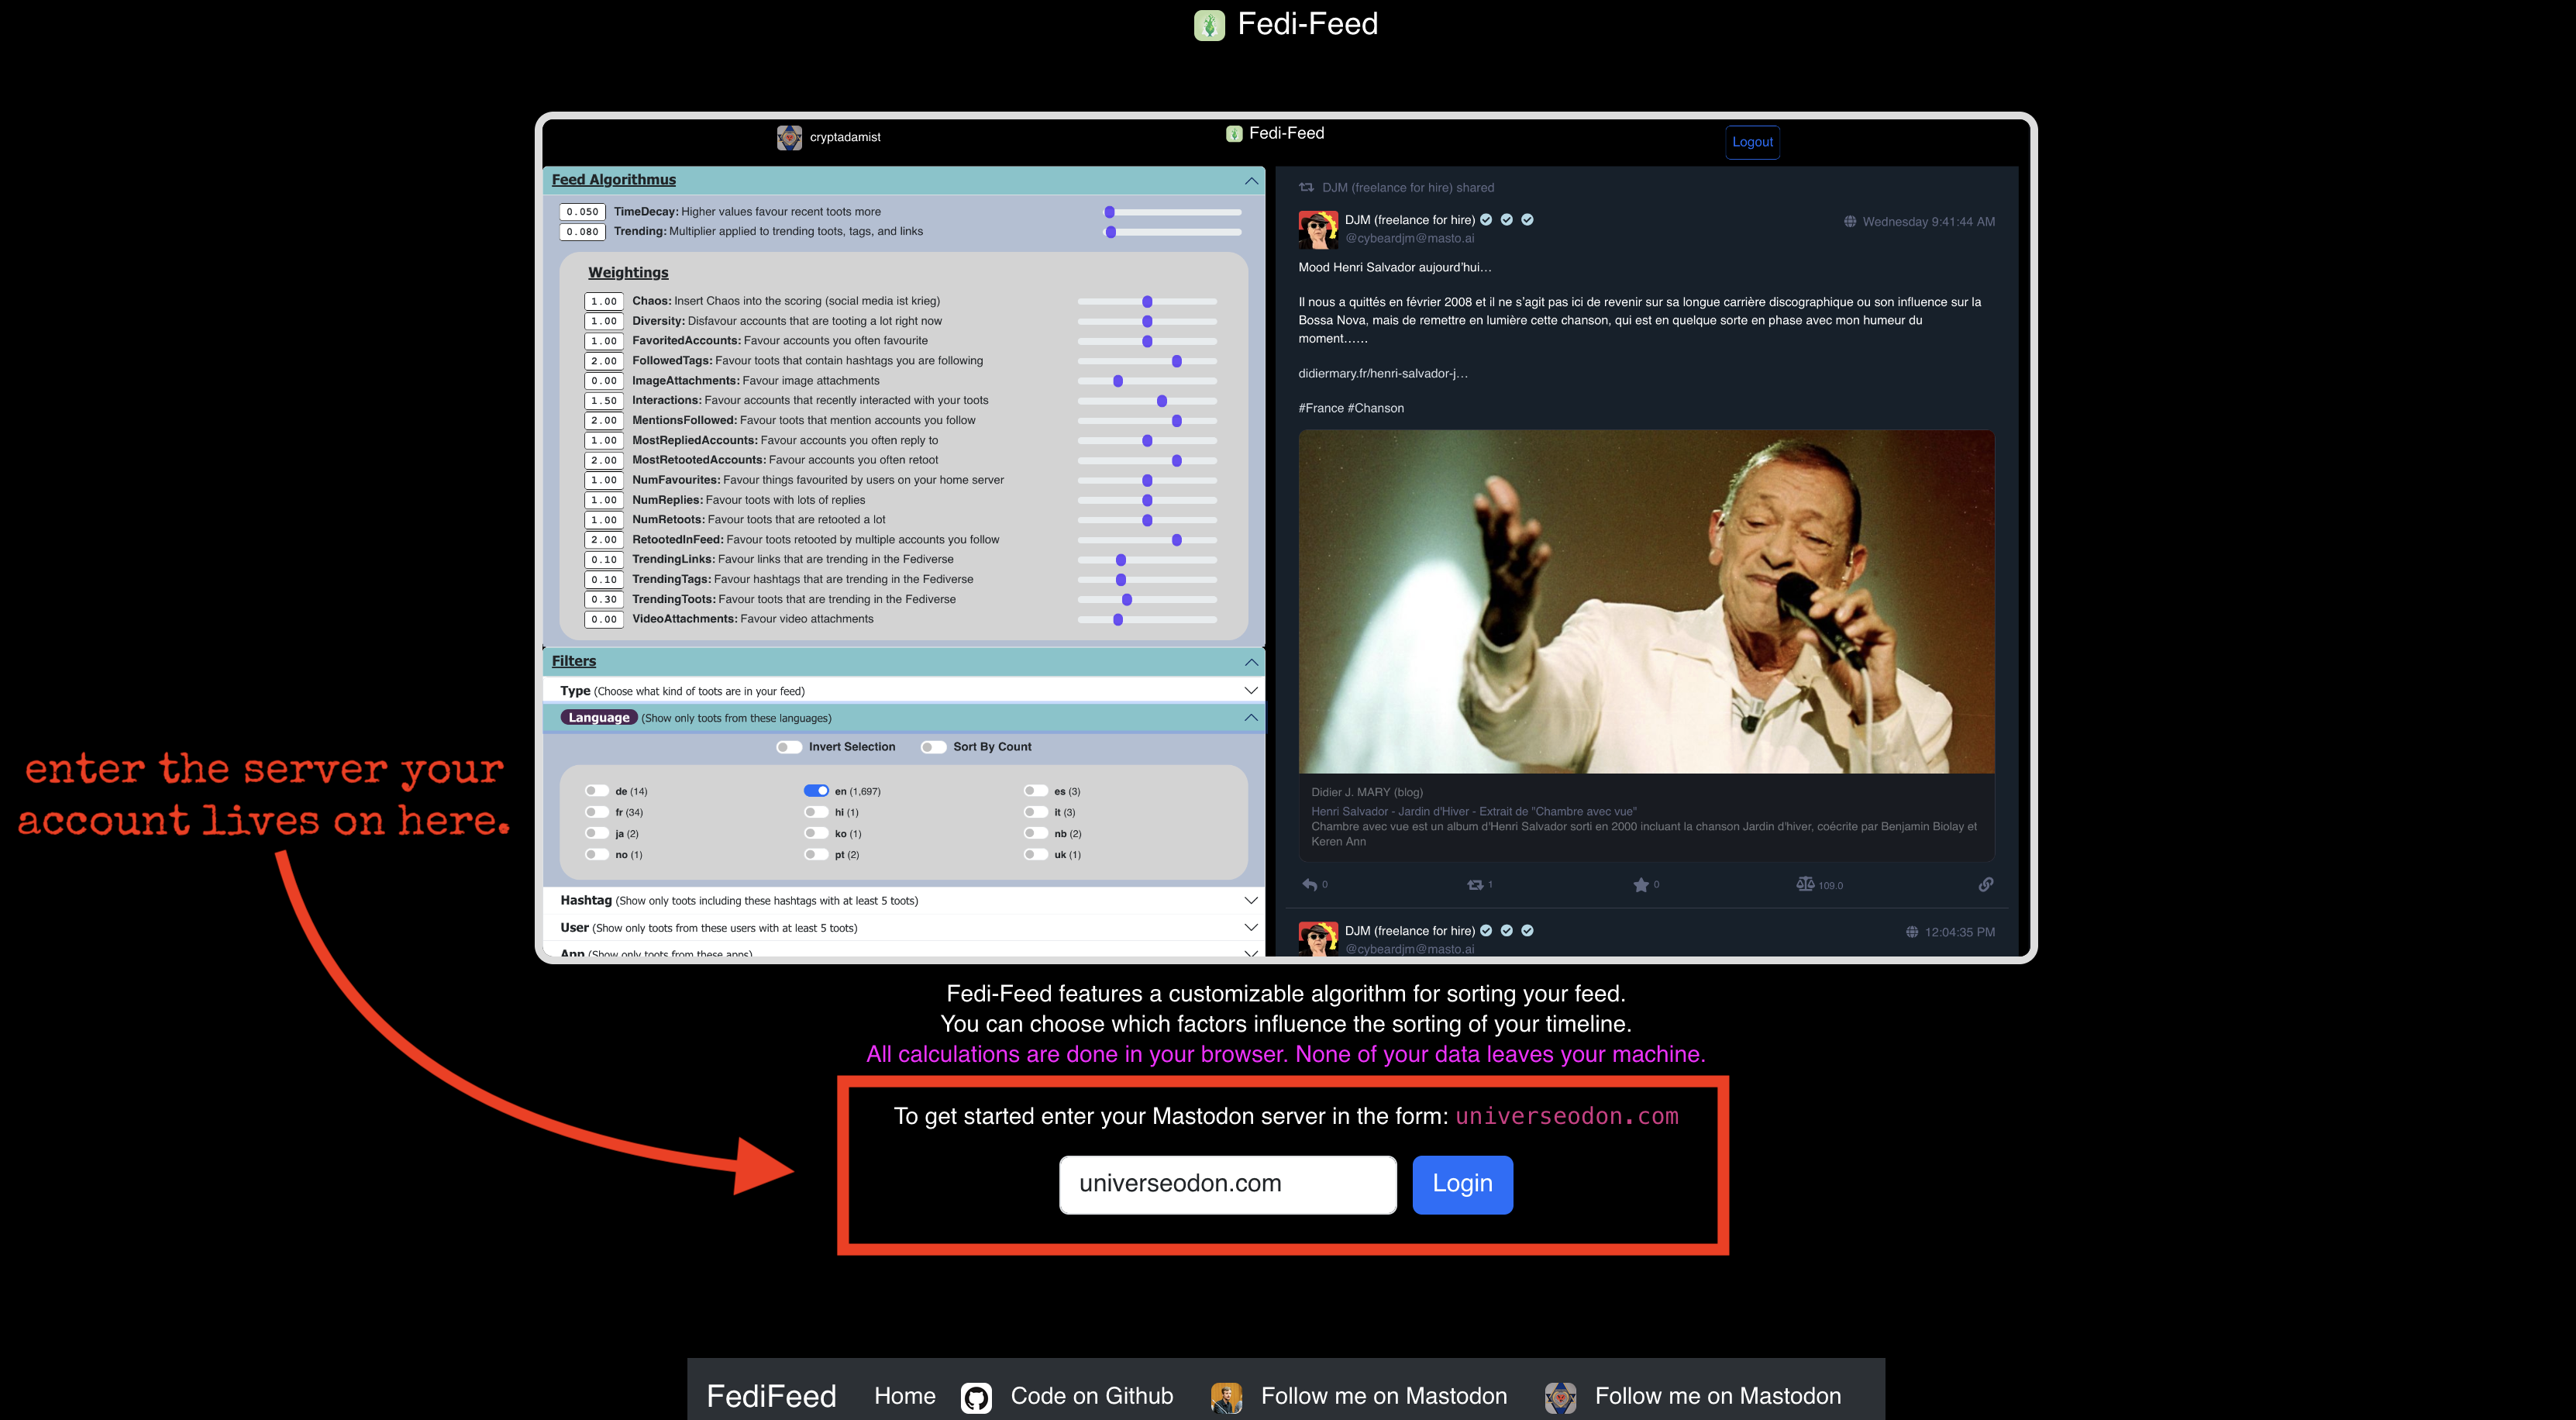 Fedi-Feed
cryptadamist
Fedi-Feed
Logout
Feed Algorithmus
0.050 TimeDecay: Higher values favour recent toots more
0.080 Trending: Multiplier applied to trending toots, tags, and links
Weightings
1.00 Chaos: Insert Chaos into the scoring (social media ist krieg)
1.00 Diversity: Disfavour accounts that are tooting a lot right now
1.00 FavoritedAccounts: Favour accounts you often favourite
2.00 FollowedTags: Favour toots that contain hashtags you are following
0.00 ImageAttachments: Favour image attachments
1.50 Interactions: Favour accounts that recently interacted with your toots
2.00 MentionsFollowed: Favour toots that mention accounts you follow
1.00 MostRepliedAccounts: Favour accounts you often reply to
2.00 MostRetootedAccounts: Favour accounts you often retoot
1.00 NumFavourites: Favour things favourited by users on your home server
1.00 NumReplies: Favour toots with lots of replies
1.00 NumRetoots: Favour toots that are retooted a lot
2.00 RetootedInFeed: Favour toots retooted by multiple accounts you follow
0.10 TrendingLinks: Favour links that are trending in the Fediverse
0.10 TrendingTags: Favour hashtags that are trending in the Fediverse
0.30 TrendingToots: Favour toots that are trending in the Fediverse
0.00 VideoAttachments: Favour video attachments
Filters
Type (Choose what kind of toots are in your feed)
Language (Show only toots from these languages)
Invert Selection Sort By Count
de (14) en (1,697) es (3)
fr (34) hi (1) it (3)
ja (2) ko (1) nb (2)
no (1) pt (2) uk (1)
Hashtag (Show only toots including these hashtags with at least 5 toots)
User (Show only toots from these users with at least 5 toots)
App (Show only toots from these apps)
DJM (freelance for hire) shared
DJM (freelance for hire)
Wednesday 9:41:44 AM
@cybeardjm@masto.ai
Mood Henri Salvador aujourd'hui…
Il nous a quittés en février 2008 et il ne s'agit pas ici de revenir sur sa longue carrière discographique ou son influence sur la
Bossa Nova, mais de remettre en lumière cette chanson, qui est en quelque sorte en phase avec mon humeur du
moment……
didiermary.fr/henri-salvador-j…
#France #Chanson
Didier J. MARY (blog)
Henri Salvador - Jardin d'Hiver - Extrait de "Chambre avec vue"
Chambre avec vue est un album d'Henri Salvador sorti en 2000 incluant la chanson Jardin d'hiver, coécrite par Benjamin Biolay et
Keren Ann
0 1 0 109.0
DJM (freelance for hire)
12:04:35 PM
@cybeardjm@masto.ai
enter the server your
account lives on here.
Fedi-Feed features a customizable algorithm for sorting your feed.
You can choose which factors influence the sorting of your timeline.
All calculations are done in your browser. None of your data leaves your machine.
To get started enter your Mastodon server in the form: universeodon.com
universeodon.com
Login
FediFeed Home Code on Github Follow me on Mastodon Follow me on Mastodon